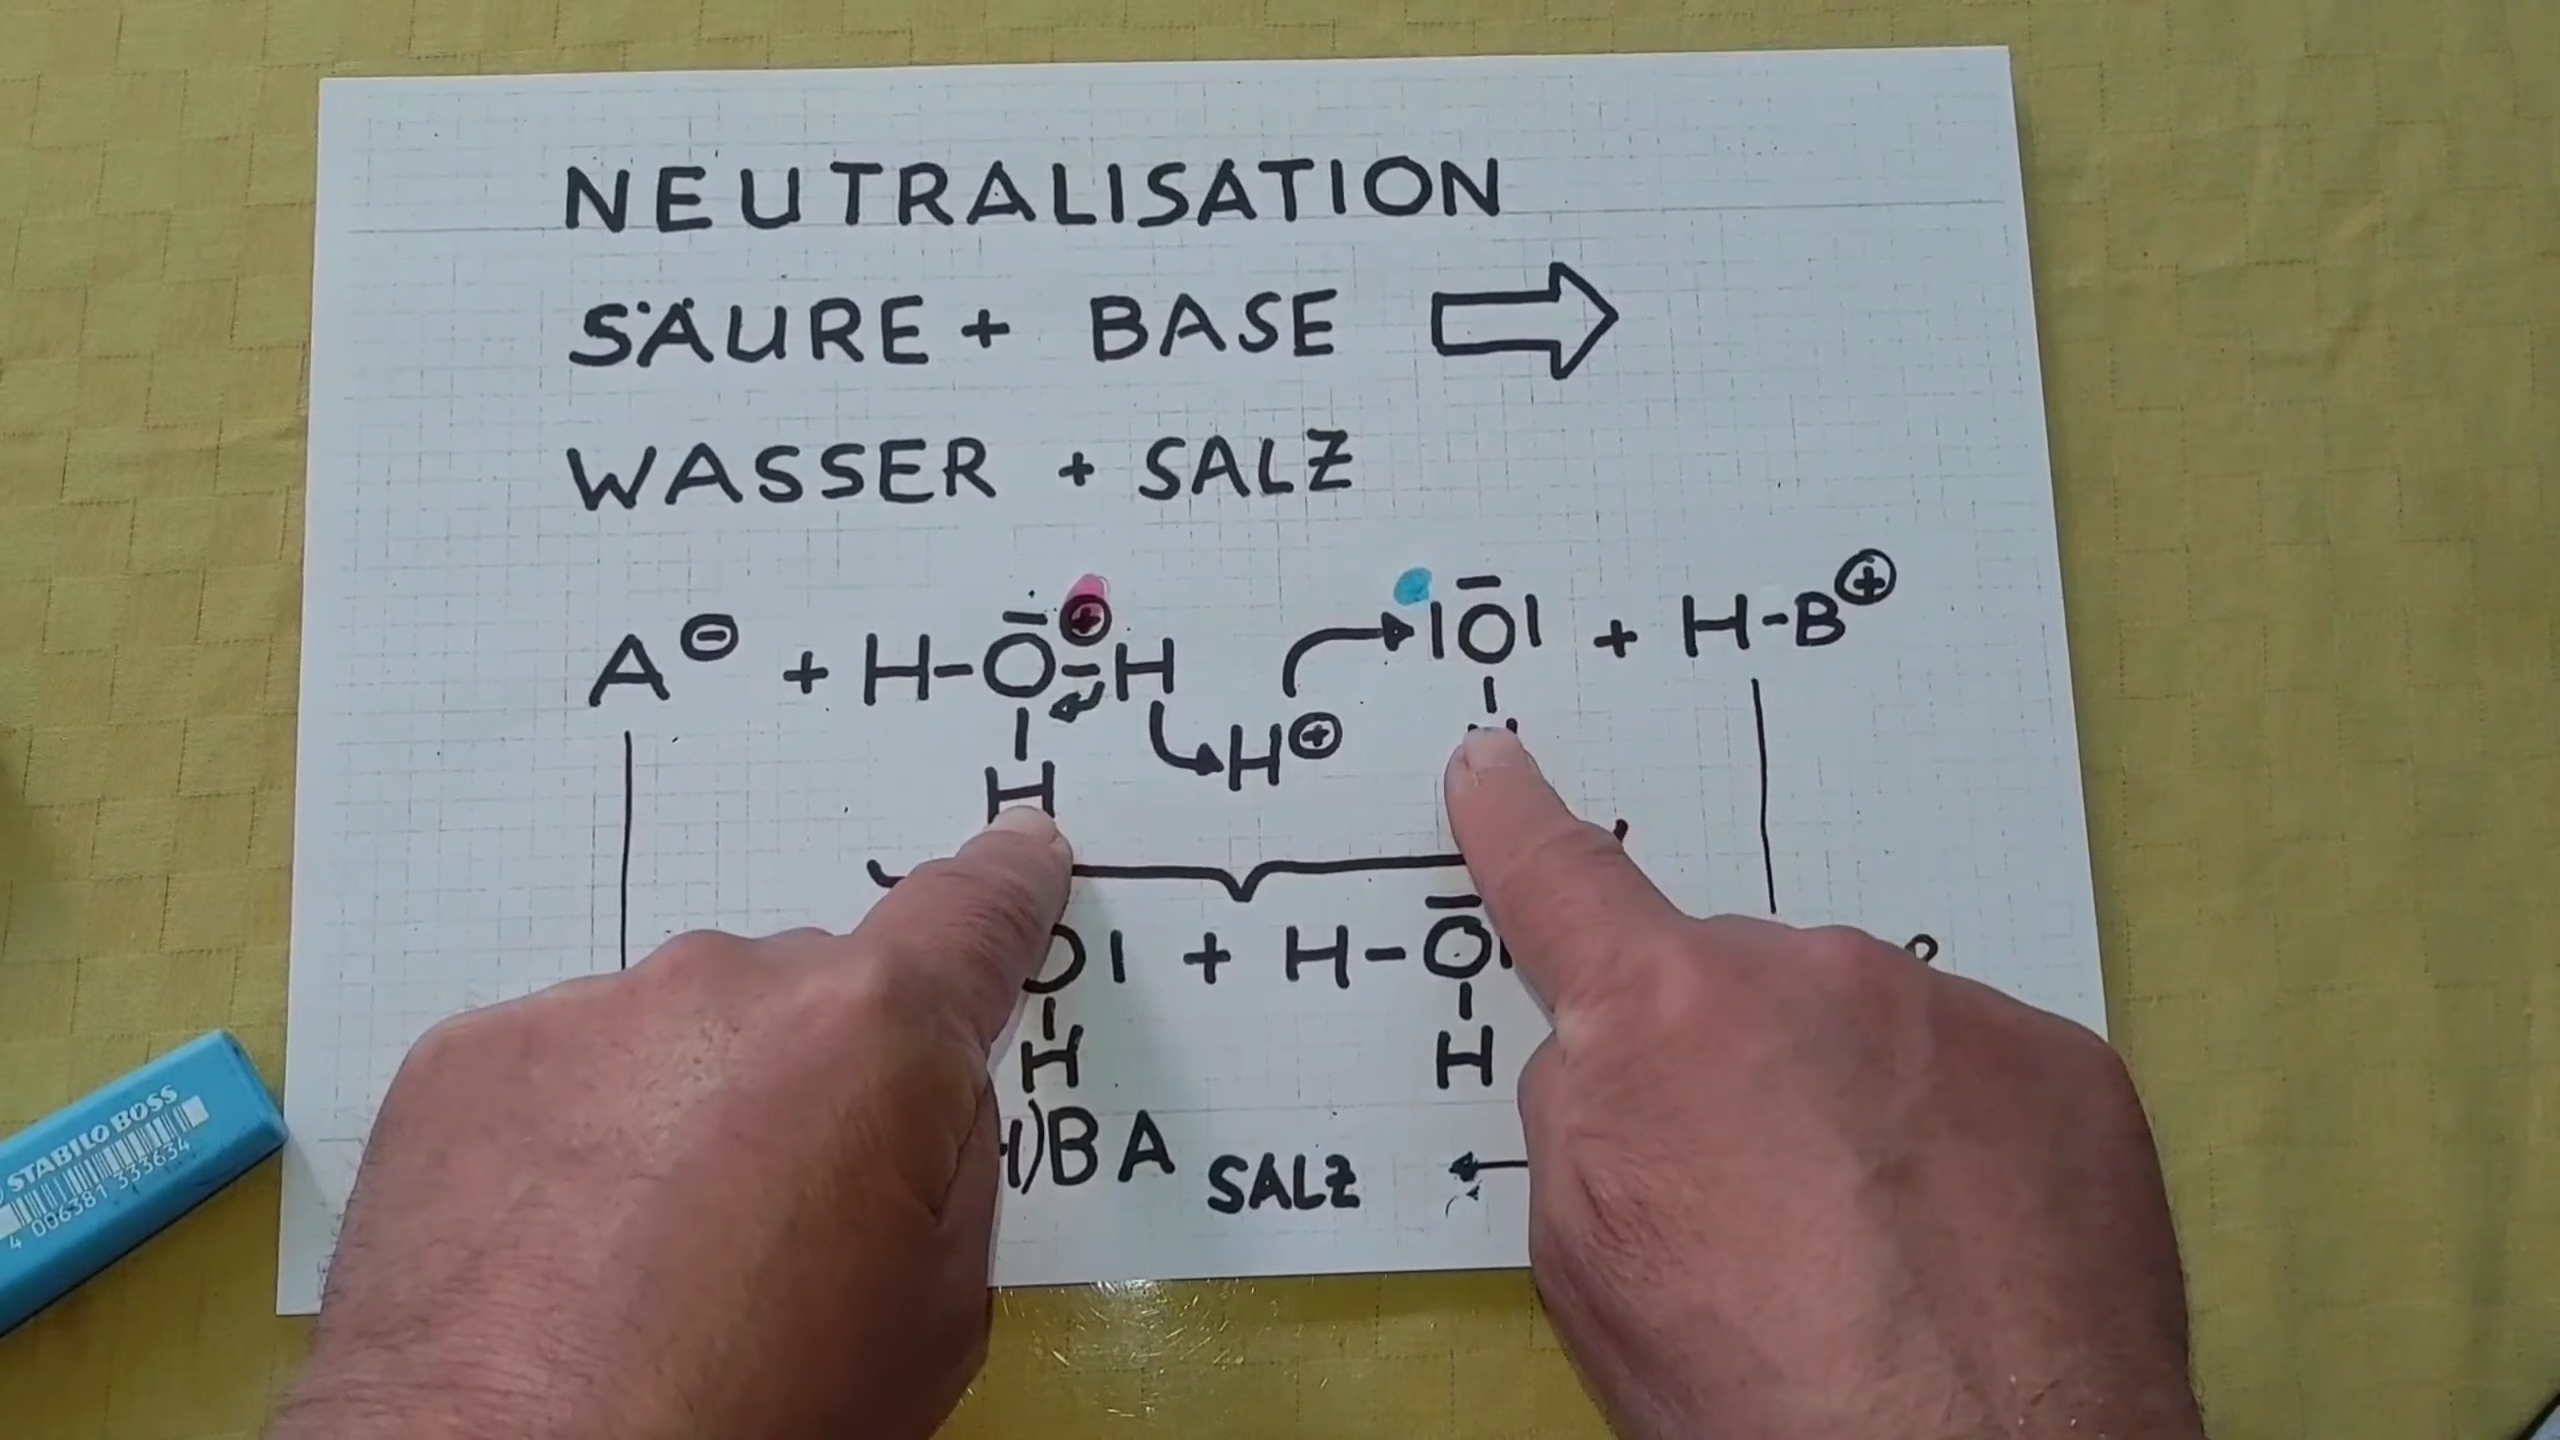 NEUTRALISATION
SÄURE + BASE ⇨
WASSER + SALZ
A⊖ + H-O̅⊕-H |O̅| + H-B⊕
H H⊕
O| + H-O̅|
H H
)BA SALZ ←
STABILO BOSS
4 006381 333634